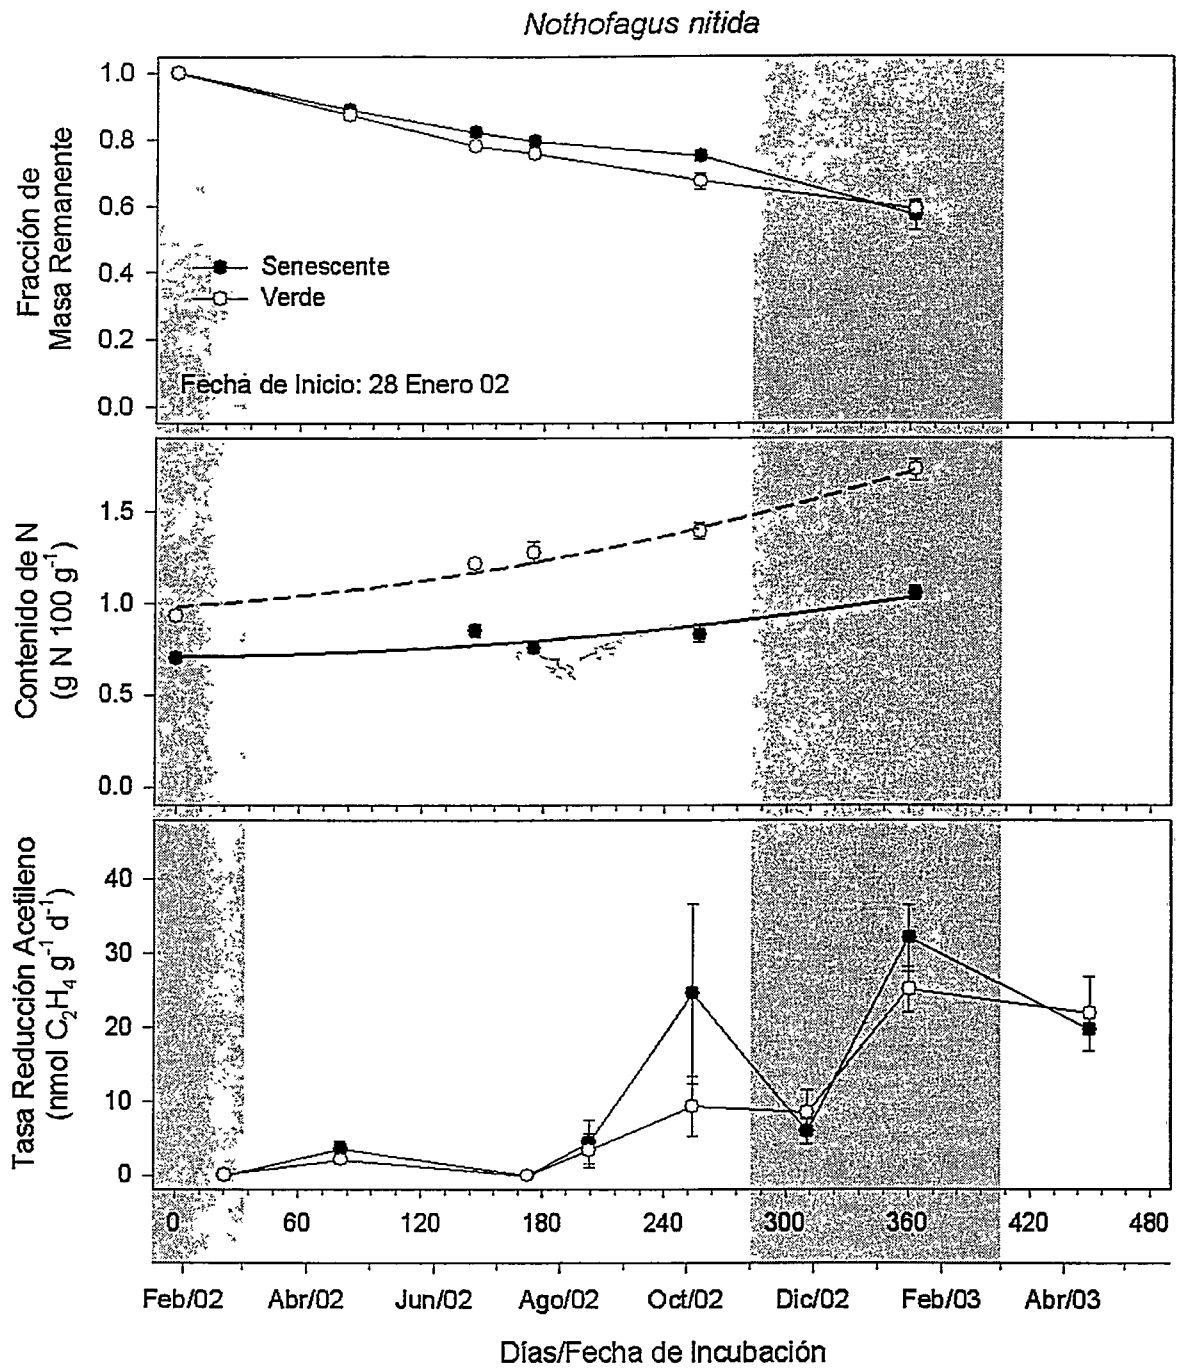 Nothofagus nitida
Fracción de
Masa Remanente
1.0
0.8
0.6
0.4
0.2
0.0
Senescente
Verde
Fecha de Inicio: 28 Enero 02
Contenido de N
(g N 100 g⁻¹)
1.5
1.0
0.5
0.0
Tasa Reducción Acetileno
(nmol C₂H₄ g⁻¹ d⁻¹)
40
30
20
10
0
0 60 120 180 240 300 360 420 480
Feb/02 Abr/02 Jun/02 Ago/02 Oct/02 Dic/02 Feb/03 Abr/03
Días/Fecha de Incubación